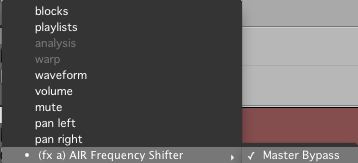 blocks
playlists
analysis
warp
waveform
volume
mute
pan left
pan right
• (fx a) AIR Frequency Shifter ▸ ✓ Master Bypass